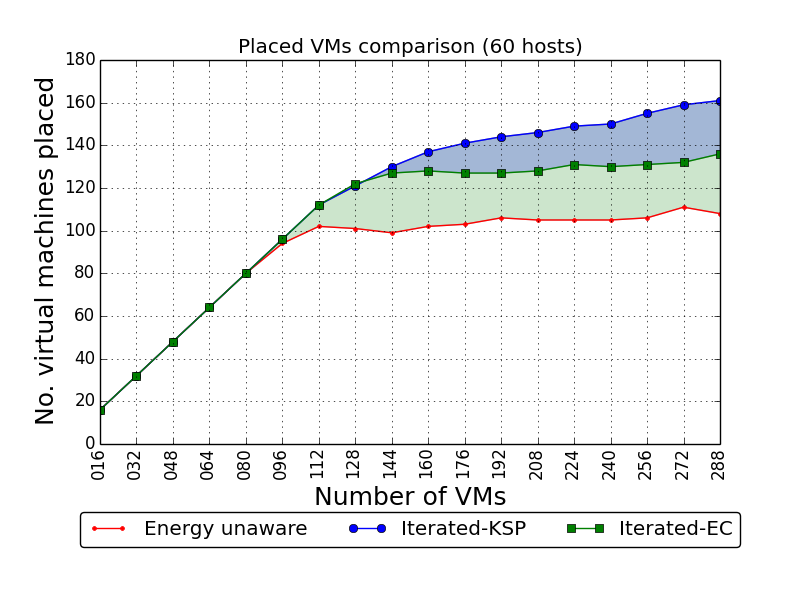 Placed VMs comparison (60 hosts)
No. virtual machines placed
180
160
140
120
100
80
60
40
20
0
016 032 048 064 080 096 112 128 144 160 176 192 208 224 240 256 272 288
Number of VMs
Energy unaware Iterated-KSP Iterated-EC